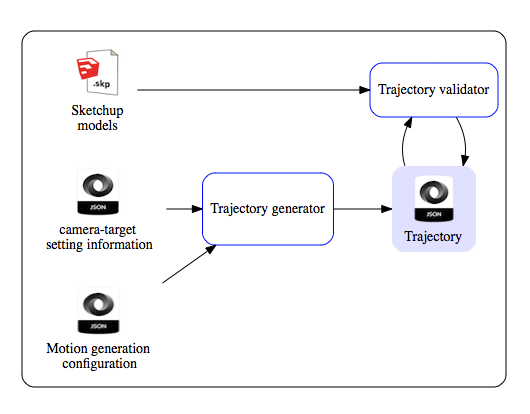 .skp
Sketchup
models
Trajectory validator
JSON
camera-target
setting information
Trajectory generator
JSON
Trajectory
JSON
Motion generation
configuration